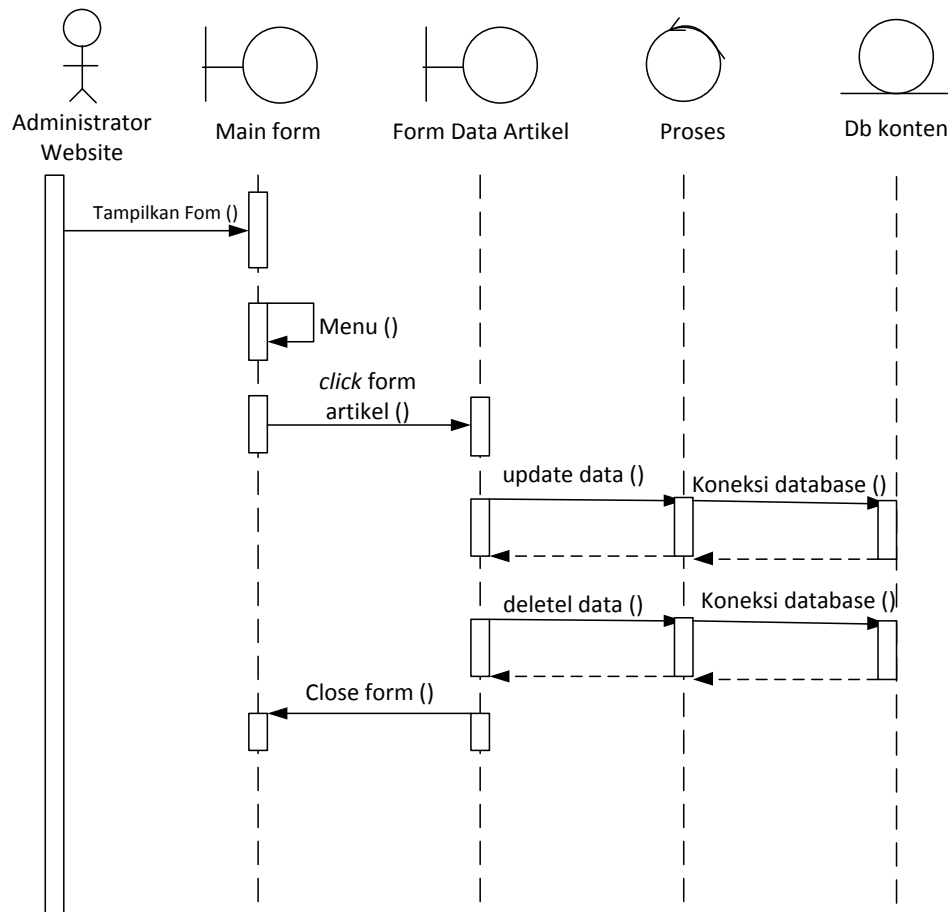 Administrator
Website
Main form
Form Data Artikel
Proses
Db konten
Tampilkan Fom ()
Menu ()
click form
artikel ()
update data ()
Koneksi database ()
deletel data ()
Koneksi database ()
Close form ()